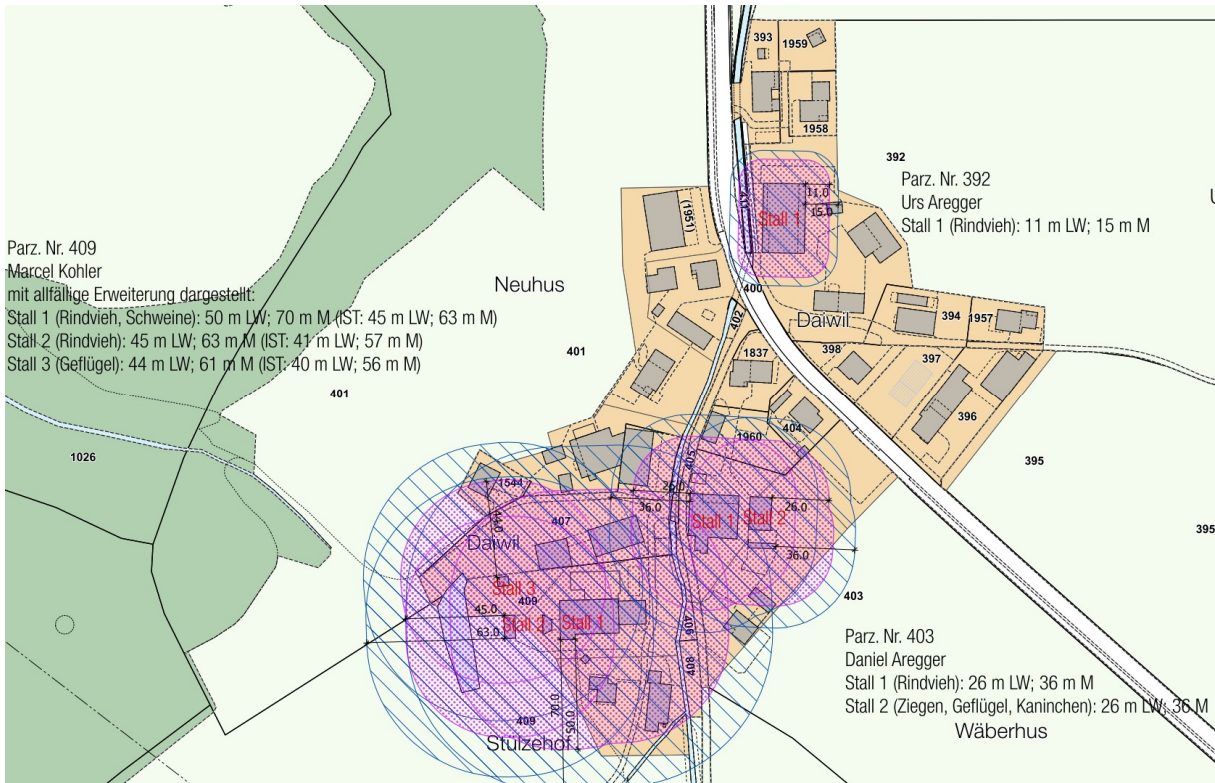 393
1959
1958
392
Parz. Nr. 392
Urs Aregger
Stall 1 (Rindvieh): 11 m LW; 15 m M
11.0
15.0
Stall 1
411
(1951)
400
Parz. Nr. 409
Marcel Kohler
mit allfällige Erweiterung dargestellt:
Stall 1 (Rindvieh, Schweine): 50 m LW; 70 m M (IST: 45 m LW; 63 m M)
Stall 2 (Rindvieh): 45 m LW; 63 m M (IST: 41 m LW; 57 m M)
Stall 3 (Geflügel): 44 m LW; 61 m M (IST: 40 m LW; 56 m M)
Neuhus
402
Daiwil
394
1957
401
1837
398
397
401
396
404
1960
405
1026
395
395
1544
26.0
36.0
Stall 1
Stall 2
26.0
36.0
44.0
407
Daiwil
Stall 3
409
45.0
63.0
Stall 1
406
403
408
70.0
50.0
409
Stülzehof
Parz. Nr. 403
Daniel Aregger
Stall 1 (Rindvieh): 26 m LW; 36 m M
Stall 2 (Ziegen, Geflügel, Kaninchen): 26 m LW; 36 M
Wäberhus